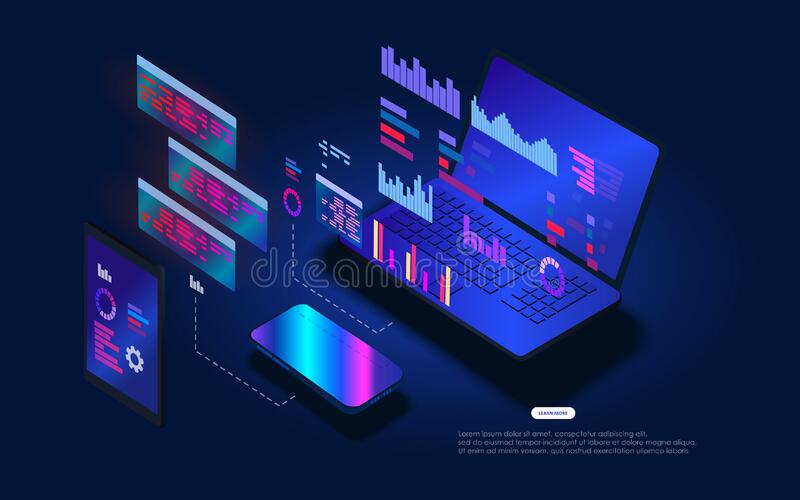 dreamstime
LEARN MORE
Lorem ipsum dolor sit amet, consectetur adipiscing elit,
sed do eiusmod tempor incididunt ut labore et dolore magna aliqua.
Ut enim ad minim veniam, quis nostrud exercitation ullamco